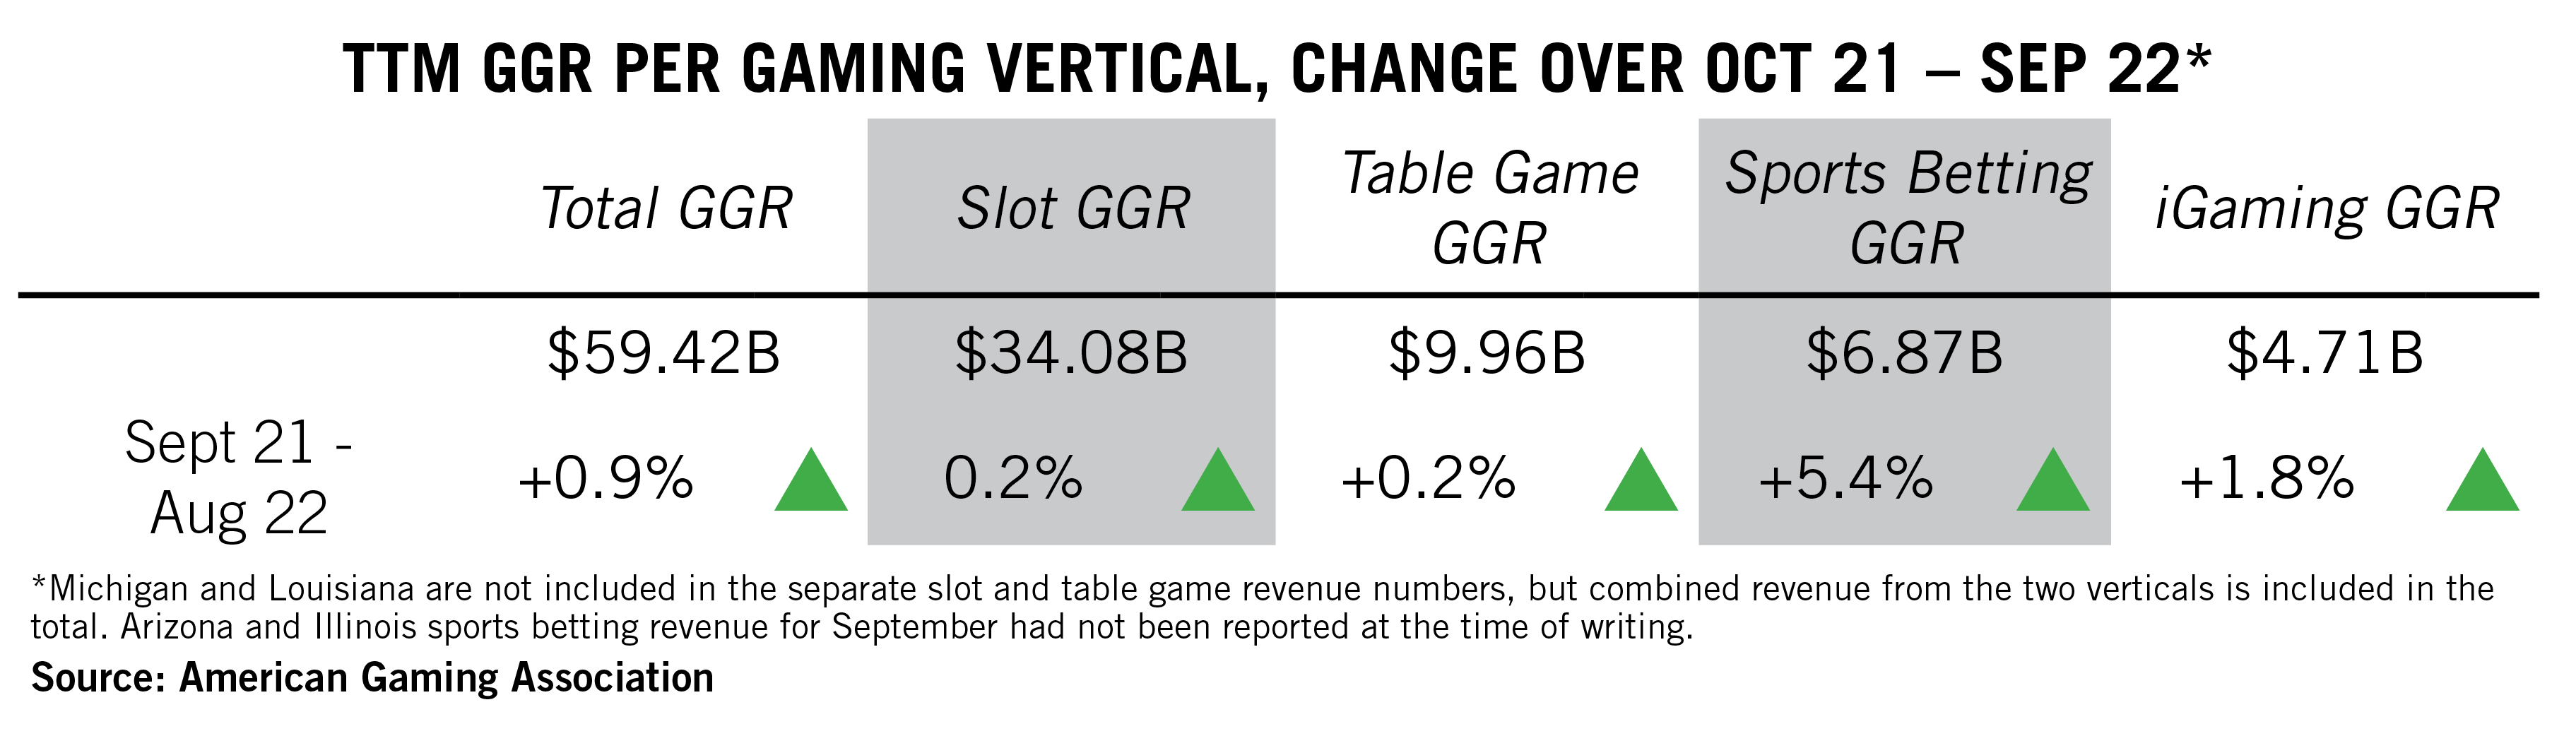 TTM GGR PER GAMING VERTICAL, CHANGE OVER OCT 21 – SEP 22*
Total GGR
Slot GGR
Table Game
GGR
Sports Betting
GGR
iGaming GGR
$59.42B $34.08B $9.96B $6.87B $4.71B
Sept 21 -
Aug 22
+0.9% 0.2% +0.2% +5.4% +1.8%
*Michigan and Louisiana are not included in the separate slot and table game revenue numbers, but combined revenue from the two verticals is included in the
total. Arizona and Illinois sports betting revenue for September had not been reported at the time of writing.
Source: American Gaming Association